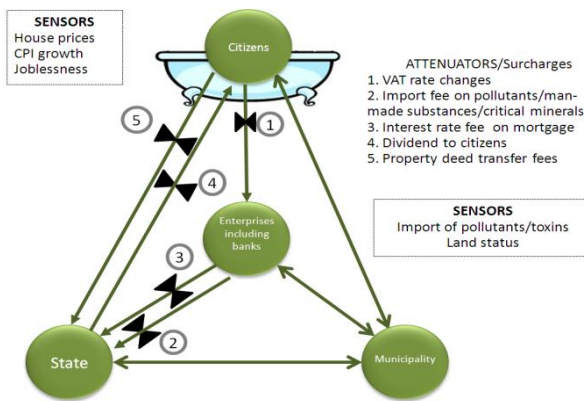 SENSORS
House prices
CPI growth
Joblessness
Citizens
ATTENUATORS/Surcharges
1. VAT rate changes
2. Import fee on pollutants/man-
made substances/critical minerals
3. Interest rate fee on mortgage
4. Dividend to citizens
5. Property deed transfer fees
1
5
4
SENSORS
Import of pollutants/toxins
Land status
Enterprises
including
banks
3
2
State
Municipality